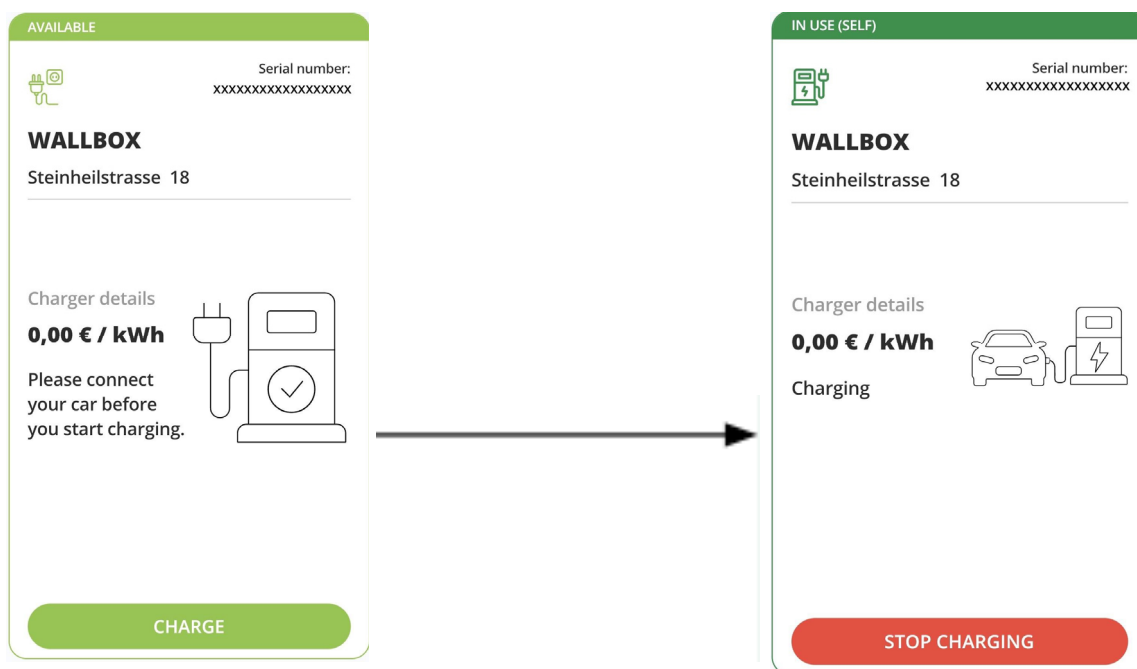 AVAILABLE
Serial number:
xxxxxxxxxxxxxxxxxx
WALLBOX
Steinheilstrasse 18
Charger details
0,00 € / kWh
Please connect
your car before
you start charging.
CHARGE
IN USE (SELF)
Serial number:
xxxxxxxxxxxxxxxxxx
WALLBOX
Steinheilstrasse 18
Charger details
0,00 € / kWh
Charging
STOP CHARGING